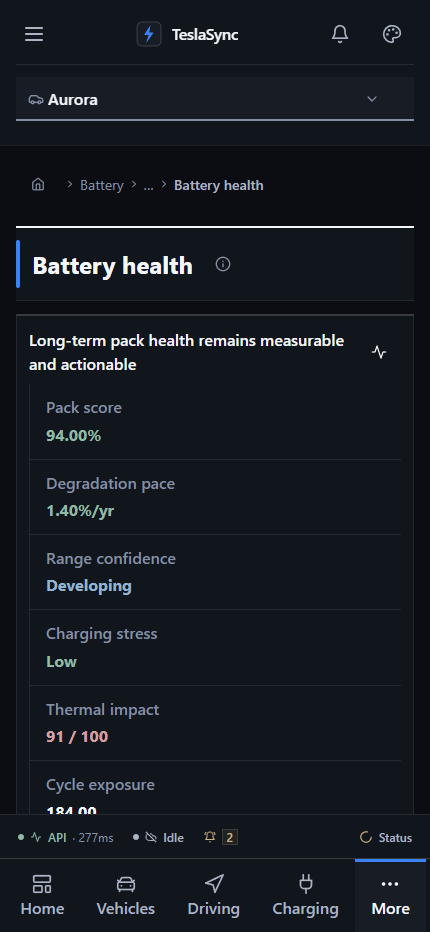 TeslaSync
Aurora
Battery ... Battery health
Battery health
Long-term pack health remains measurable
and actionable
Pack score
94.00%
Degradation pace
1.40%/yr
Range confidence
Developing
Charging stress
Low
Thermal impact
91 / 100
Cycle exposure
184.00
API · 277ms Idle 2 Status
Home Vehicles Driving Charging More